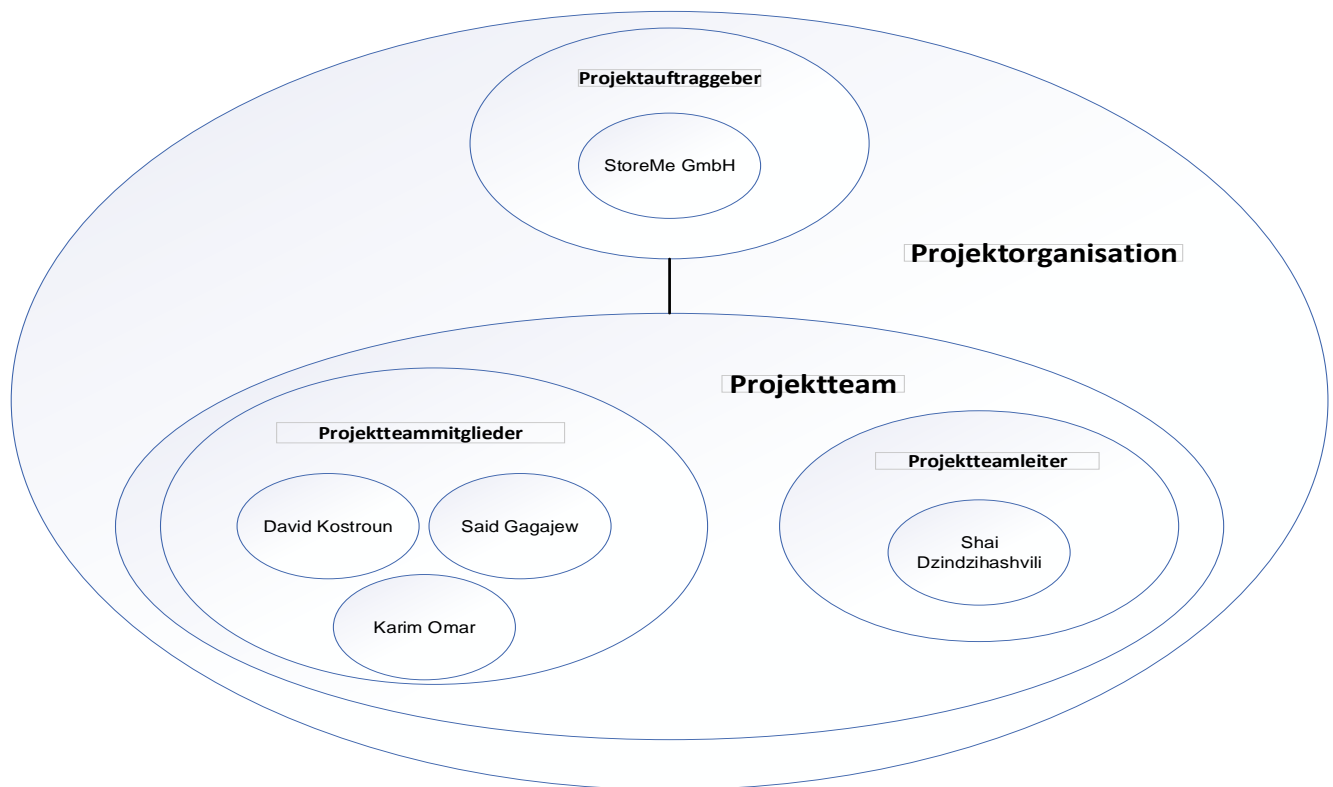 Projektauftraggeber
StoreMe GmbH
Projektorganisation
Projektteam
Projektteammitglieder
Projektteamleiter
David Kostroun
Said Gagajew
Shai
Dzindzihashvili
Karim Omar